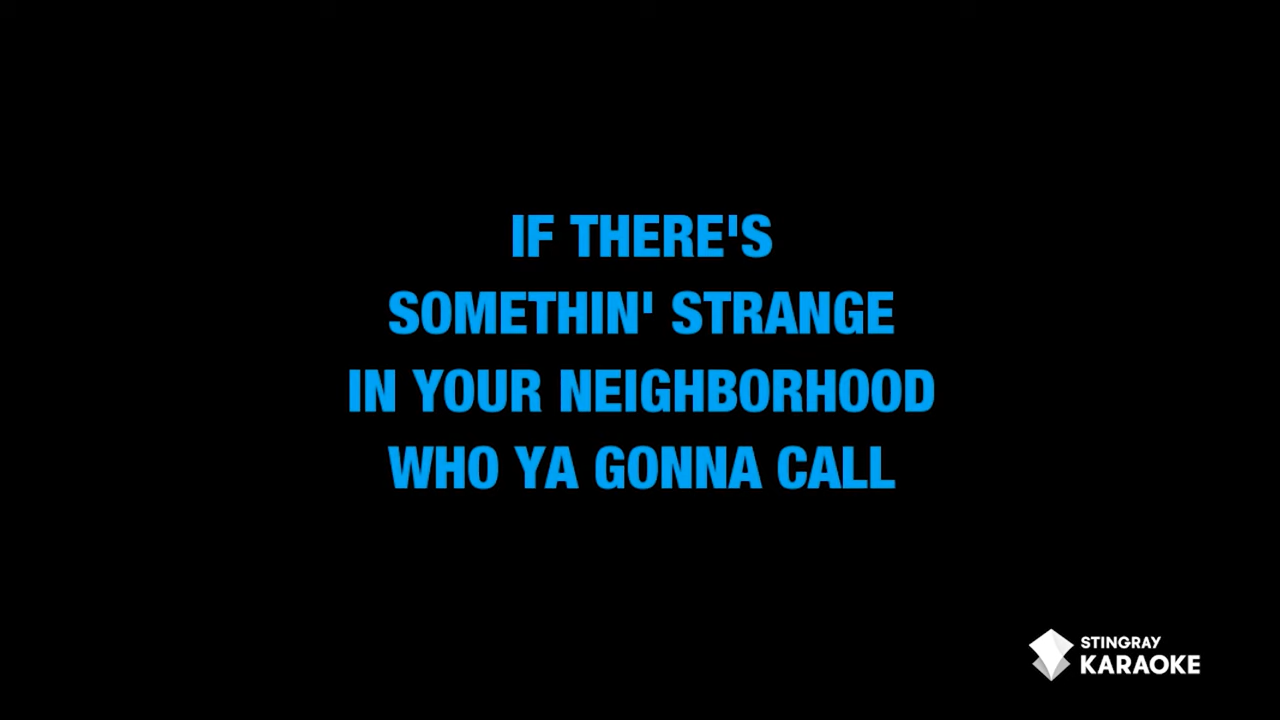 IF THERE'S
SOMETHIN' STRANGE
IN YOUR NEIGHBORHOOD
WHO YA GONNA CALL
STINGRAY
KARAOKE